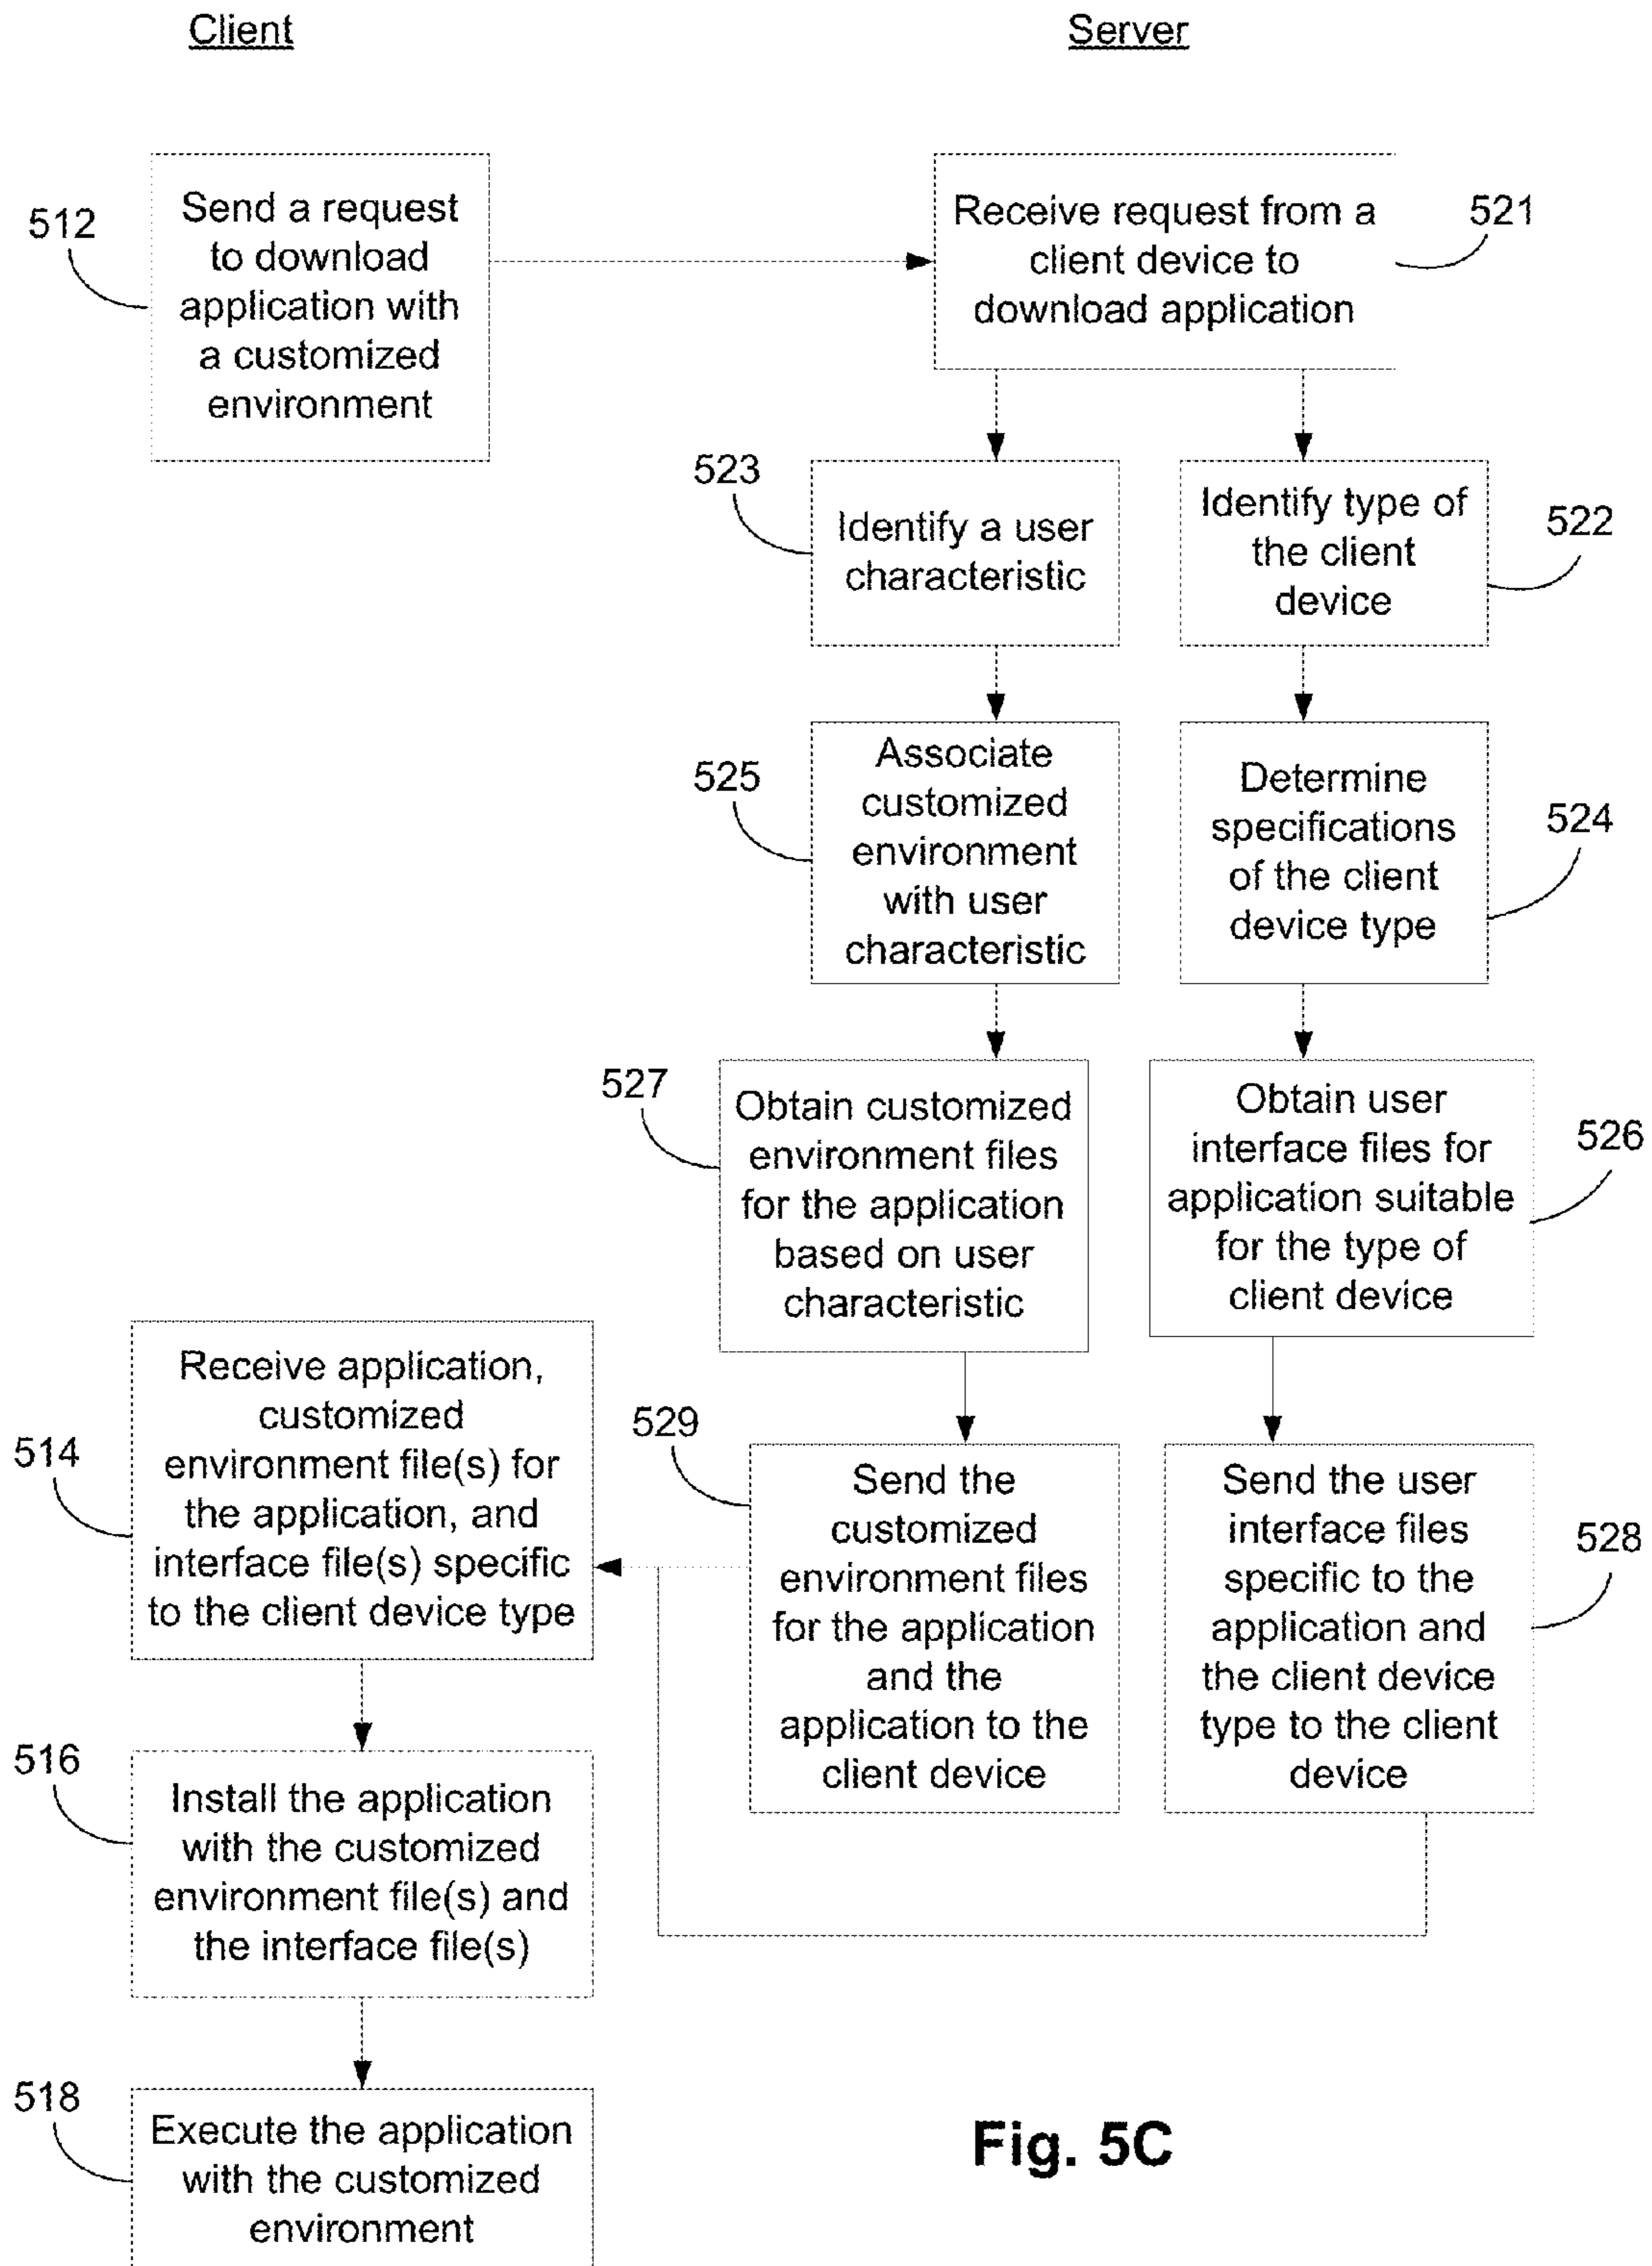 Client
Server
512
Send a request
to download
application with
a customized
environment
Receive request from a
client device to
download application
521
523
Identify a user
characteristic
Identify type of
the client
device
522
525
Associate
customized
environment
with user
characteristic
Determine
specifications
of the client
device type
524
527
Obtain customized
environment files
for the application
based on user
characteristic
Obtain user
interface files for
application suitable
for the type of
client device
526
514
Receive application,
customized
environment file(s) for
the application, and
interface file(s) specific
to the client device type
529
Send the
customized
environment files
for the application
and the
application to the
client device
Send the user
interface files
specific to the
application and
the client device
type to the client
device
528
516
Install the application
with the customized
environment file(s) and
the interface file(s)
518
Execute the application
with the customized
environment
Fig. 5C